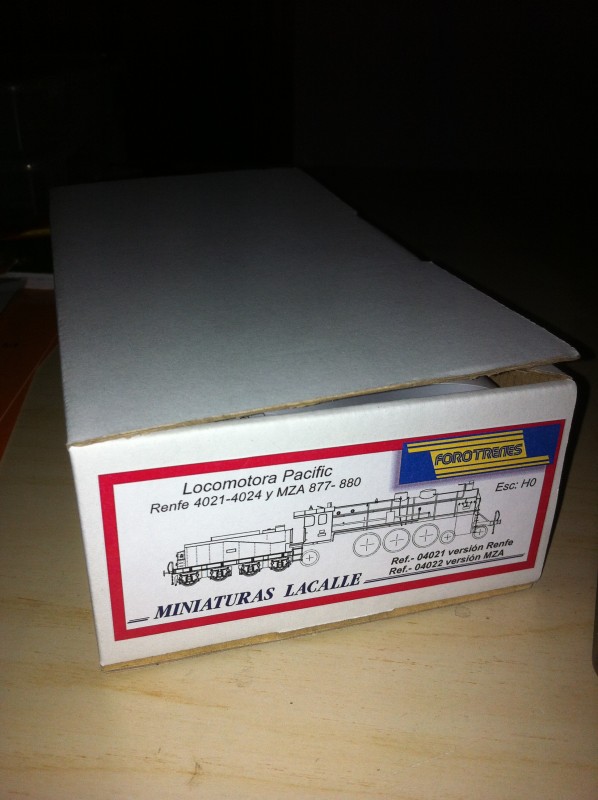 FOROTRENES
Locomotora Pacific
Renfe 4021-4024 y MZA 877- 880
Esc: H0
Ref.- 04021 versión Renfe
Ref.- 04022 versión MZA
MINIATURAS LACALLE